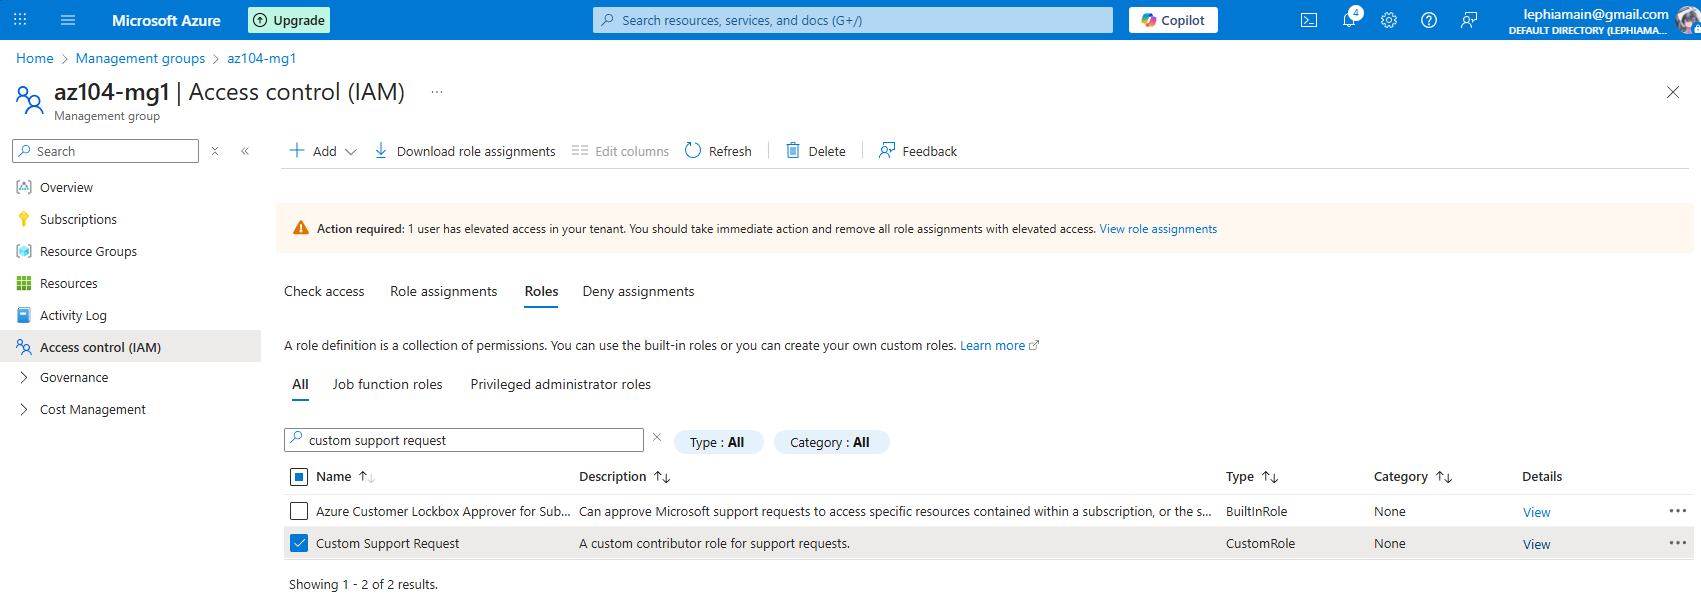 Microsoft Azure
Upgrade
Search resources, services, and docs (G+/)
Copilot
4
lephiamain@gmail.com
DEFAULT DIRECTORY (LEPHIAMA...
Home > Management groups > az104-mg1
az104-mg1 | Access control (IAM) ...
Management group
Search
Add
Download role assignments
Edit columns
Refresh
Delete
Feedback
Overview
Subscriptions
Resource Groups
Resources
Activity Log
Access control (IAM)
Governance
Cost Management
Action required: 1 user has elevated access in your tenant. You should take immediate action and remove all role assignments with elevated access. View role assignments
Check access Role assignments Roles Deny assignments
A role definition is a collection of permissions. You can use the built-in roles or you can create your own custom roles. Learn more
All Job function roles Privileged administrator roles
custom support request
Type : All
Category : All
Name Description Type Category Details
Azure Customer Lockbox Approver for Sub... Can approve Microsoft support requests to access specific resources contained within a subscription, or the s... BuiltInRole None View ...
Custom Support Request A custom contributor role for support requests. CustomRole None View ...
Showing 1 - 2 of 2 results.